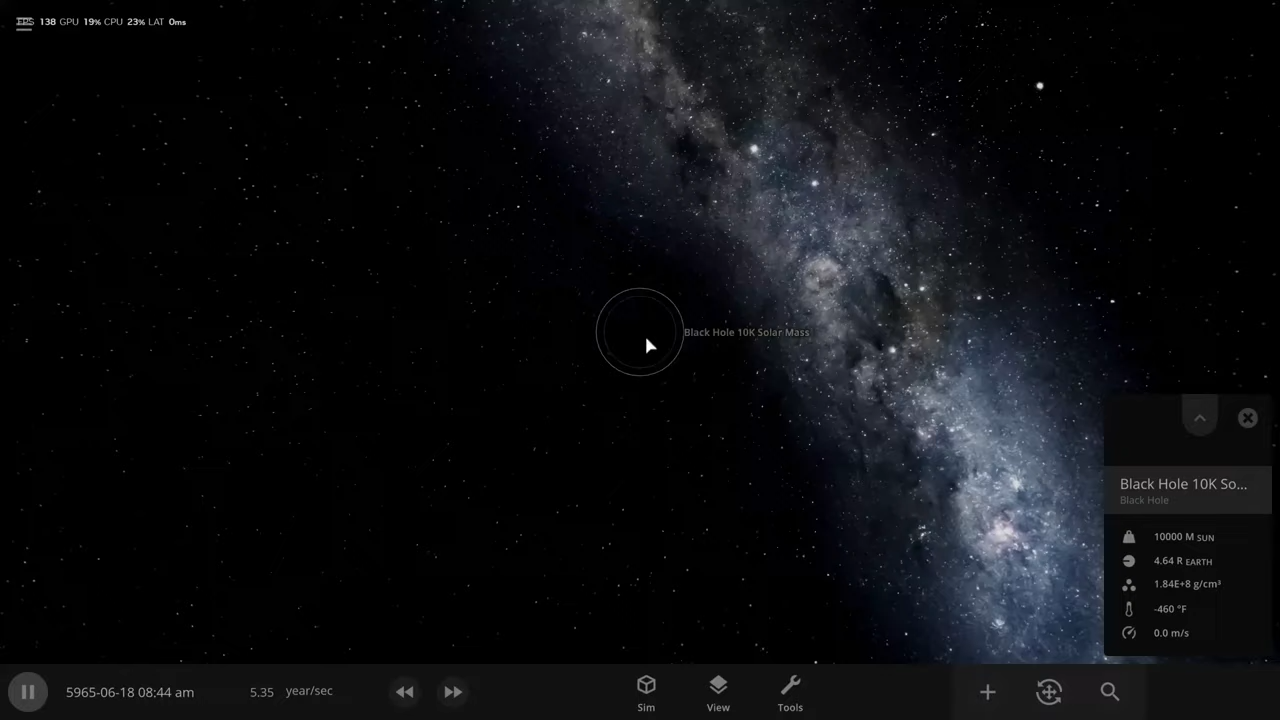 FPS 138 GPU 19% CPU 23% LAT 0ms
Black Hole 10K Solar Mass
Black Hole 10K So...
Black Hole
10000 M SUN
4.64 R EARTH
1.84E+8 g/cm³
-460 °F
0.0 m/s
5965-06-18 08:44 am 5.35 year/sec
Sim View Tools